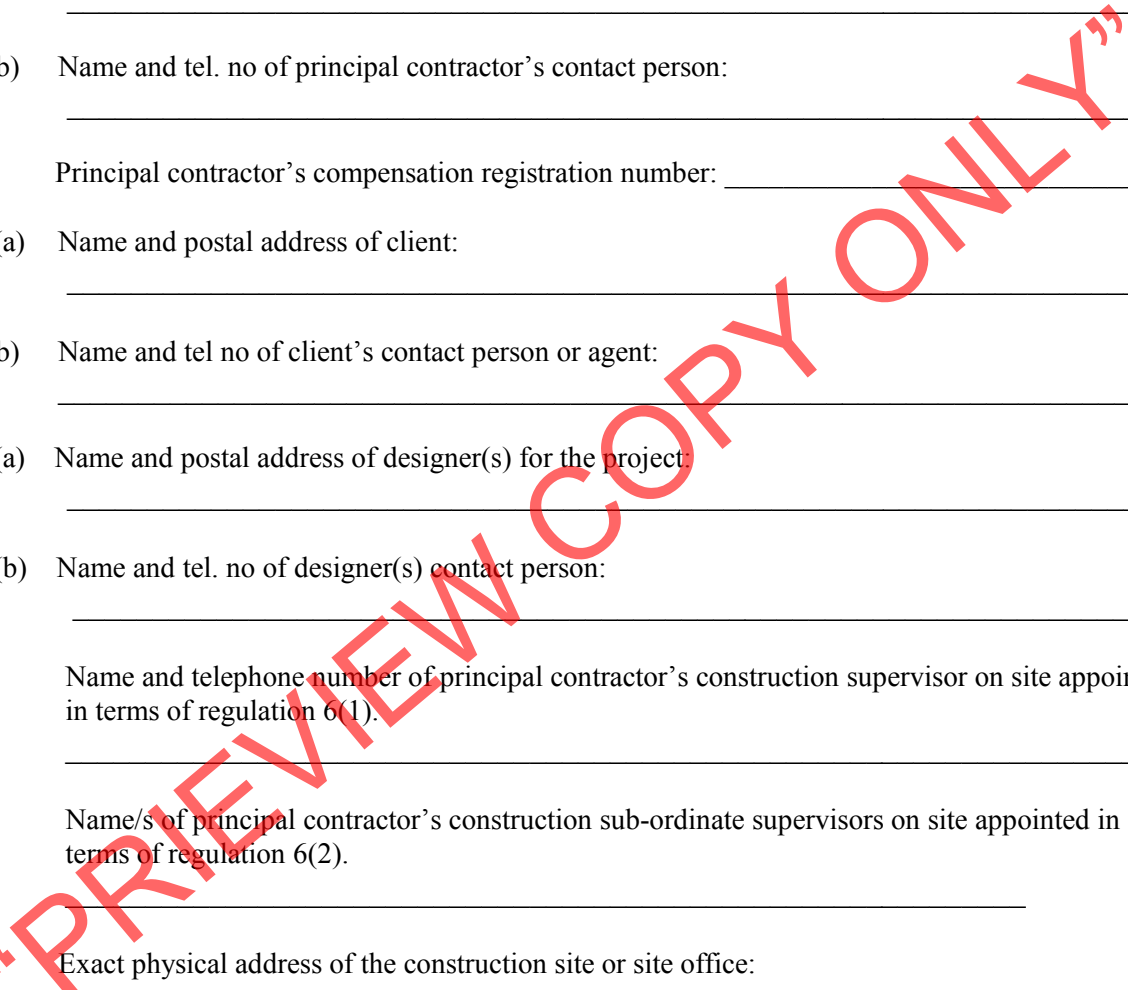 b) Name and tel. no of principal contractor’s contact person:
Principal contractor’s compensation registration number:
(a) Name and postal address of client:
b) Name and tel no of client’s contact person or agent:
(a) Name and postal address of designer(s) for the project:
(b) Name and tel. no of designer(s) contact person:
Name and telephone number of principal contractor’s construction supervisor on site appoin
in terms of regulation 6(1).
Name/s of principal contractor’s construction sub-ordinate supervisors on site appointed in
terms of regulation 6(2).
Exact physical address of the construction site or site office:
“PRIEVIEW COPY ONLY”